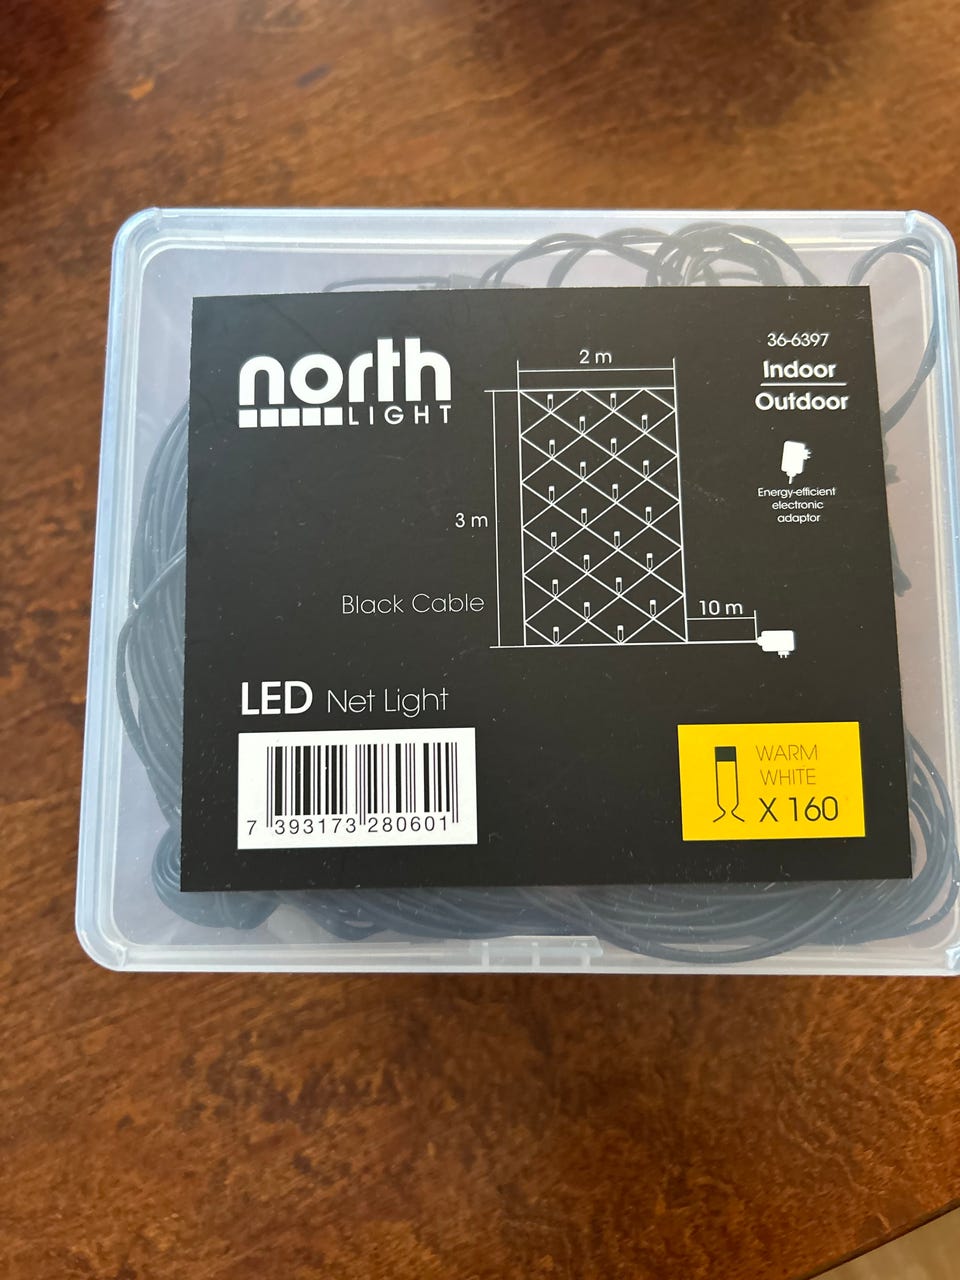 north
LIGHT
2 m
36-6397
Indoor
Outdoor
Energy-efficient
electronic
adaptor
3 m
Black Cable
10 m
LED Net Light
WARM
WHITE
X 160
7 393173 280601